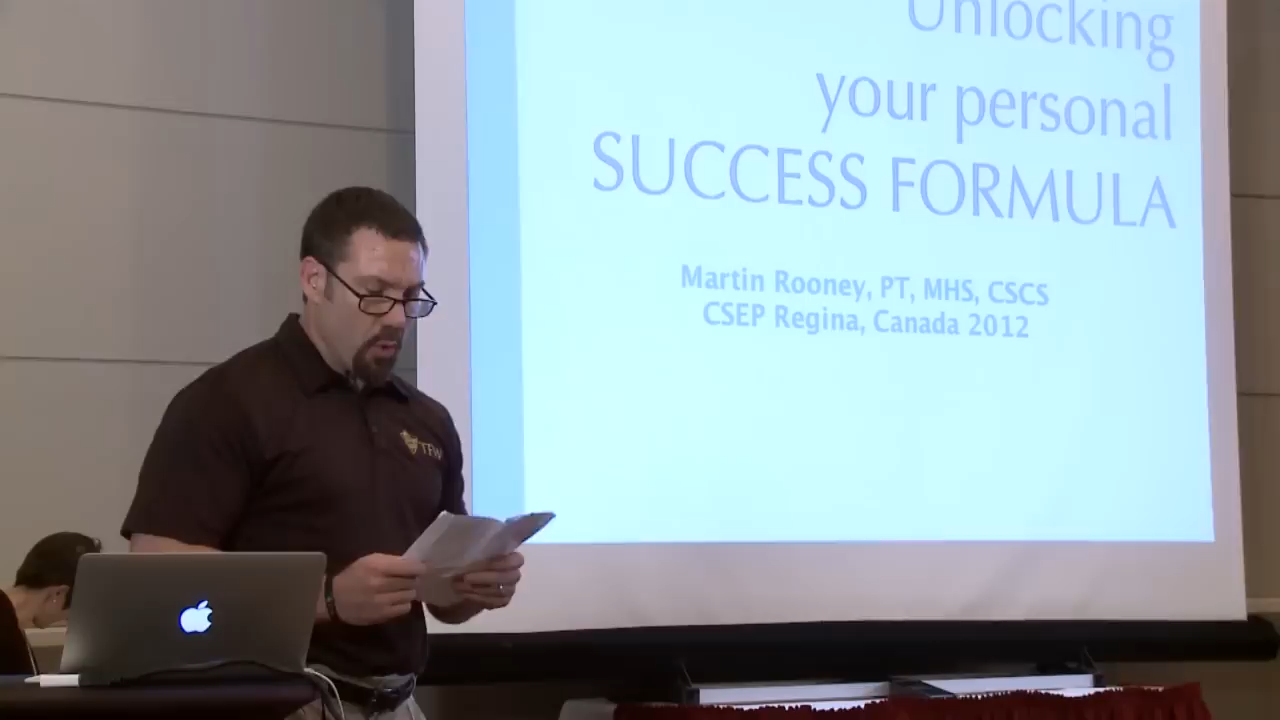 Unlocking
your personal
SUCCESS FORMULA
Martin Rooney, PT, MHS, CSCS
CSEP Regina, Canada 2012
TFW